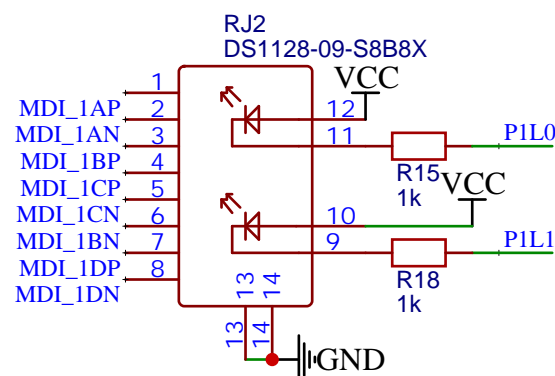 RJ2
DS1128-09-S8B8X
VCC
1
MDI_1AP
2
12
MDI_1AN
3
11
P1L0
MDI_1BP
4
R15
MDI_1CP
5
1k
VCC
MDI_1CN
6
10
MDI_1BN
7
9
P1L1
MDI_1DP
8
13
14
R18
MDI_1DN
1k
13
14
GND